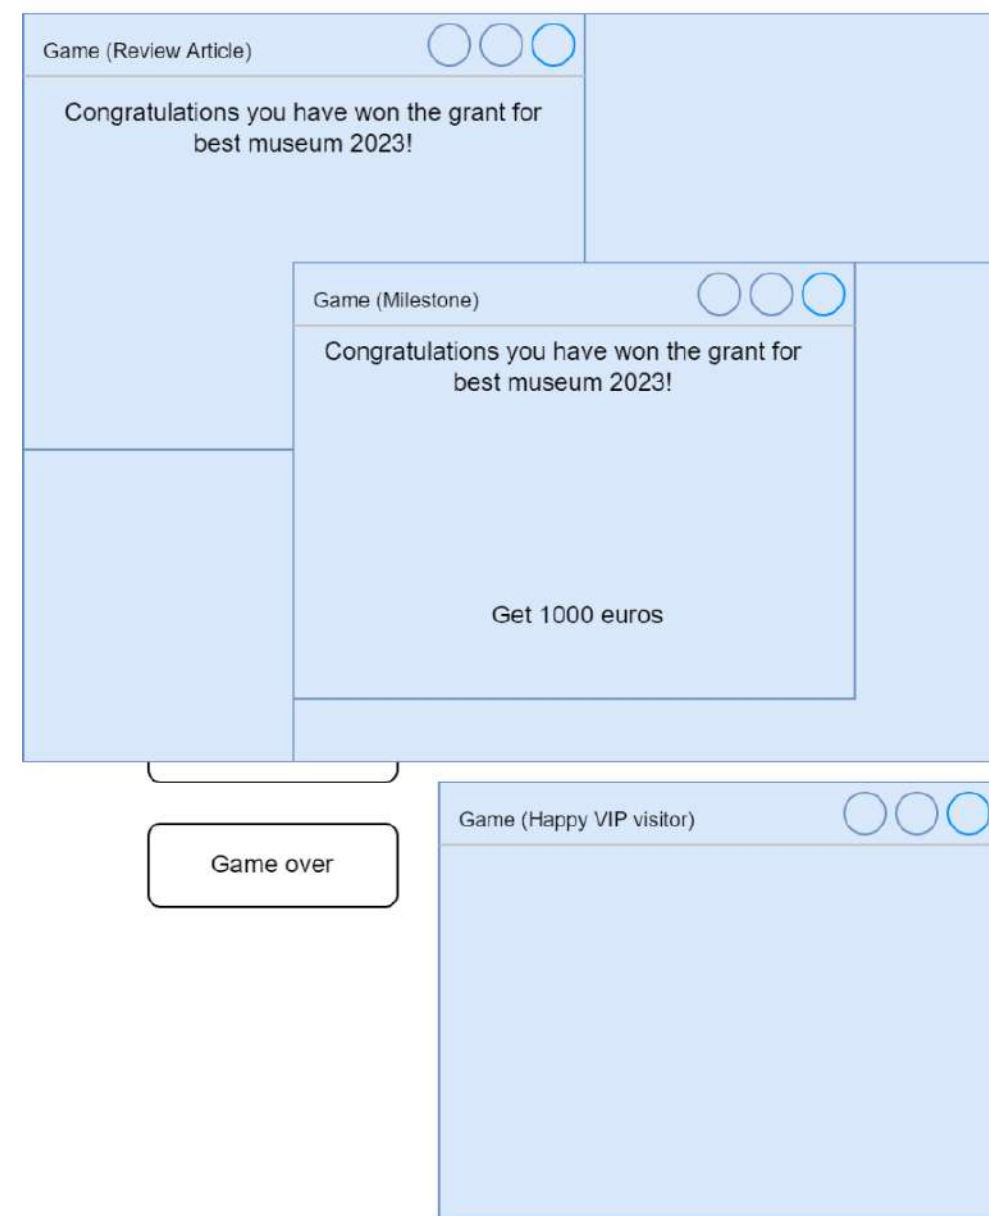 Game (Review Article)
Congratulations you have won the grant for
best museum 2023!
Game (Milestone)
Congratulations you have won the grant for
best museum 2023!
Get 1000 euros
Game (Happy VIP visitor)
Game over